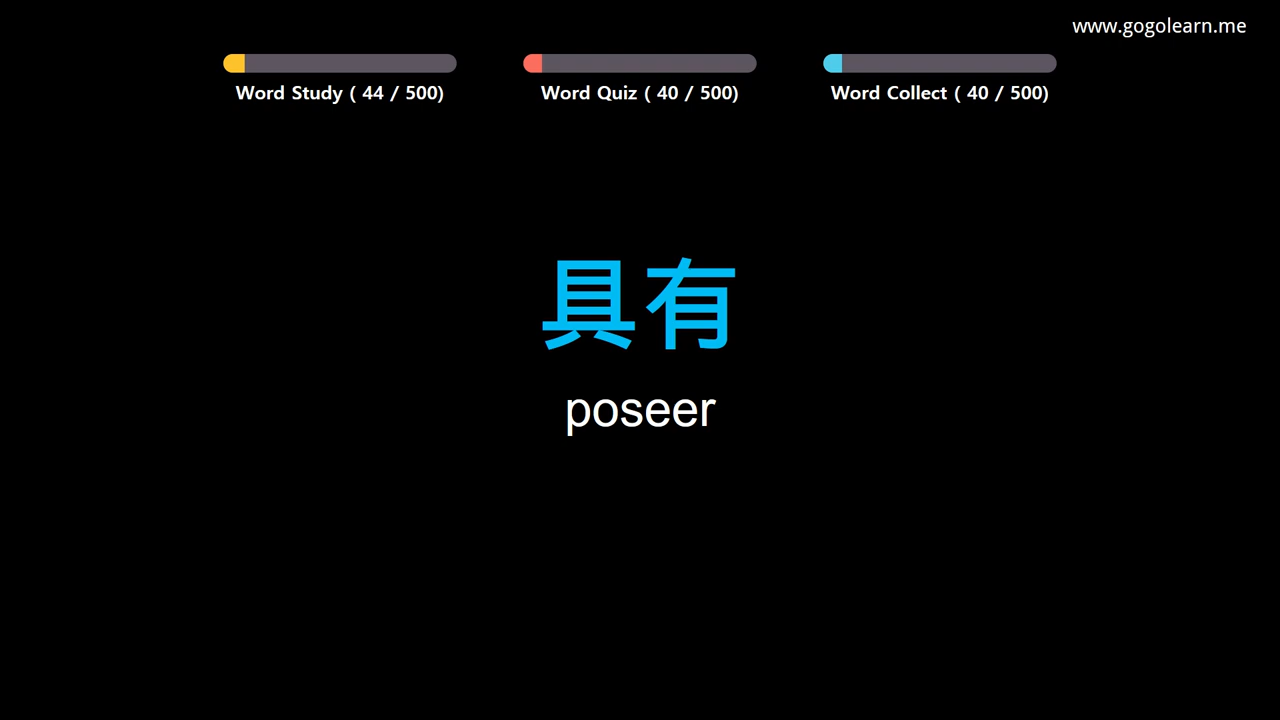 www.gogolearn.me
Word Study ( 44 / 500)
Word Quiz ( 40 / 500)
Word Collect ( 40 / 500)
具有
poseer